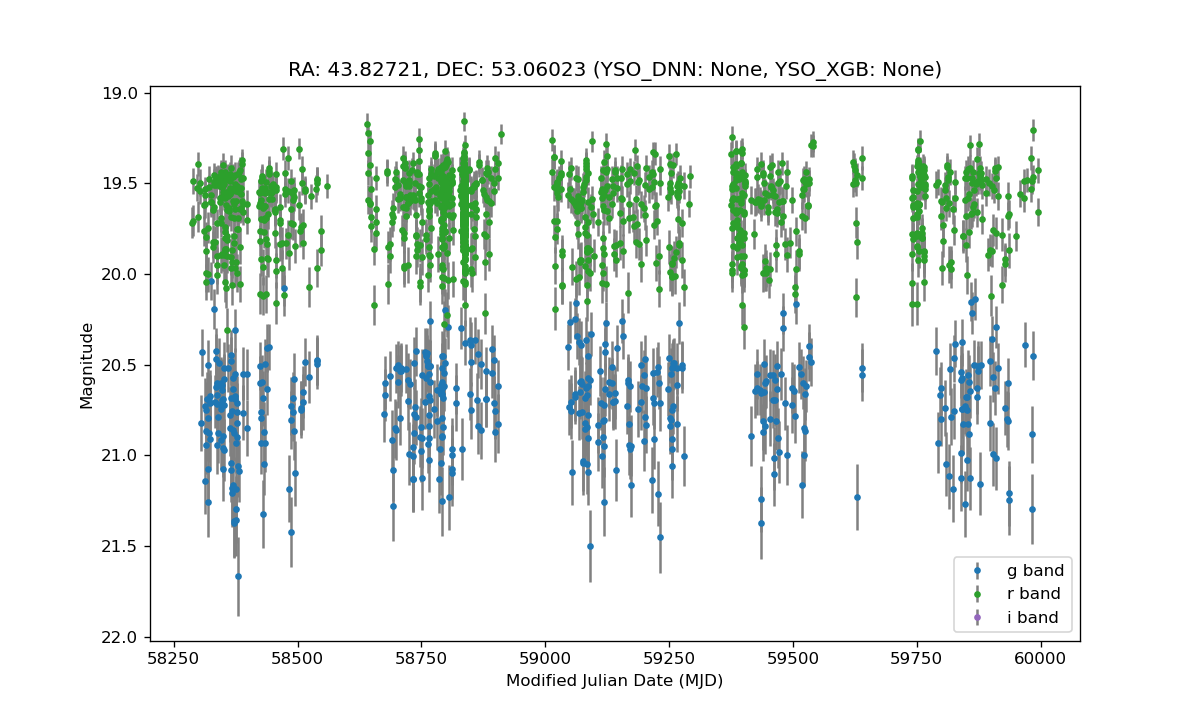 RA: 43.82721, DEC: 53.06023 (YSO_DNN: None, YSO_XGB: None)
19.0
19.5
20.0
20.5
21.0
21.5
22.0
Magnitude
58250
58500
58750
59000
59250
59500
59750
60000
Modified Julian Date (MJD)
g band
r band
i band